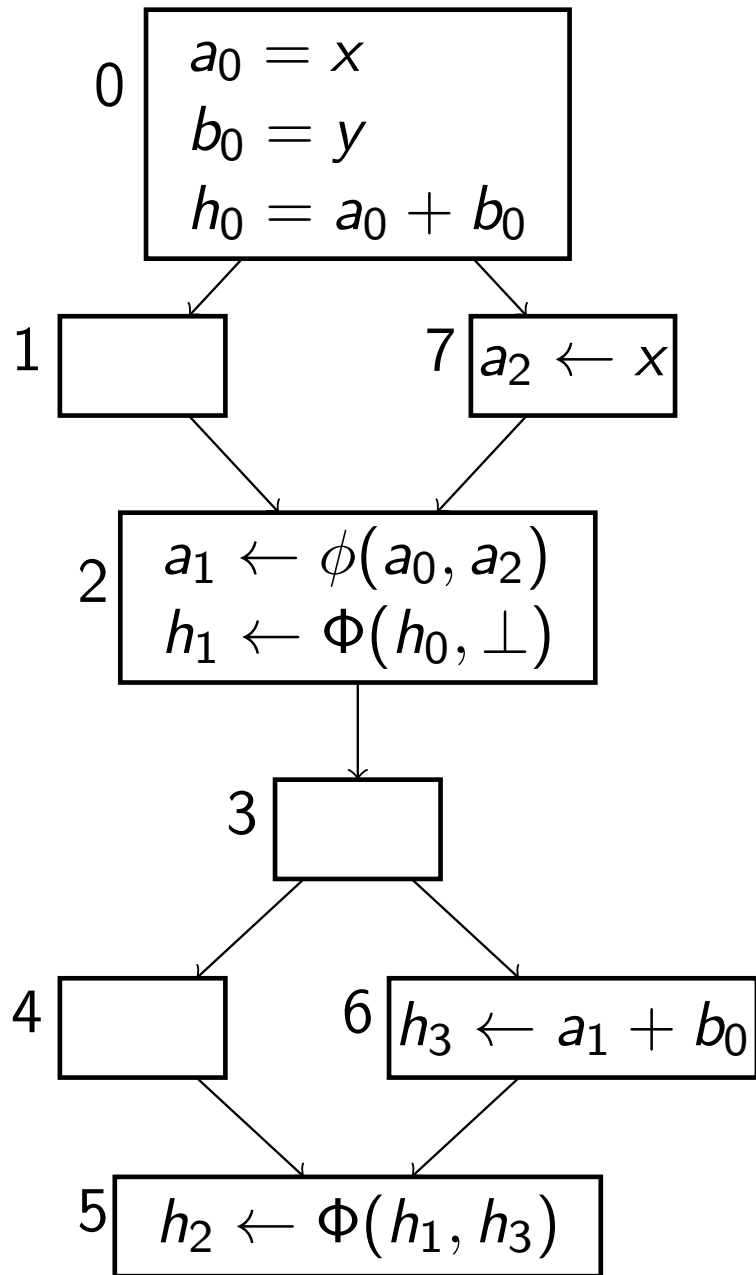 0
a₀ = x
b₀ = y
h₀ = a₀ + b₀
1
7
a₂ ← x
2
a₁ ← ϕ(a₀, a₂)
h₁ ← Φ(h₀, ⊥)
3
4
6
h₃ ← a₁ + b₀
5
h₂ ← Φ(h₁, h₃)